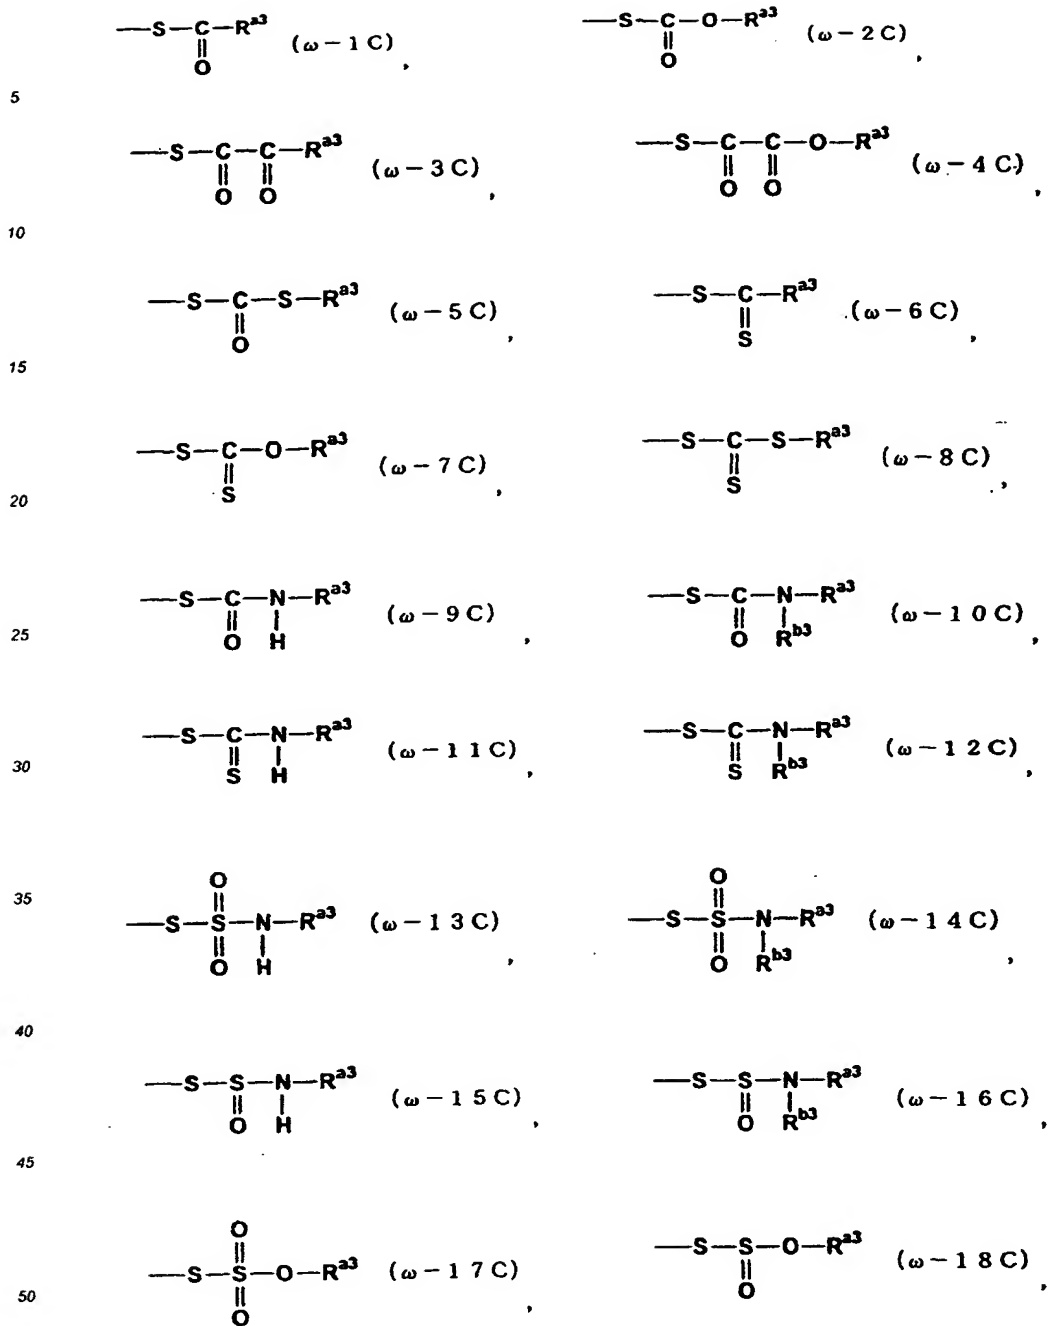 —S—C—R^a3 (ω−1C),
||
O
—S—C—O—R^a3 (ω−2C),
||
O
5
—S—C—C—R^a3 (ω−3C),
|| ||
O O
—S—C—C—O—R^a3 (ω−4C),
|| ||
O O
10
—S—C—S—R^a3 (ω−5C),
||
O
—S—C—R^a3 (ω−6C),
||
S
15
—S—C—O—R^a3 (ω−7C),
||
S
—S—C—S—R^a3 (ω−8C),
||
S
20
—S—C—N—R^a3 (ω−9C),
|| |
O H
—S—C—N—R^a3 (ω−10C),
|| |
O R^b3
25
—S—C—N—R^a3 (ω−11C),
|| |
S H
—S—C—N—R^a3 (ω−12C),
|| |
S R^b3
30
O
||
—S—S—N—R^a3 (ω−13C),
|| |
O H
O
||
—S—S—N—R^a3 (ω−14C),
|| |
O R^b3
35
40
—S—S—N—R^a3 (ω−15C),
|| |
O H
—S—S—N—R^a3 (ω−16C),
|| |
O R^b3
45
O
||
—S—S—O—R^a3 (ω−17C),
||
O
—S—S—O—R^a3 (ω−18C),
||
O
50